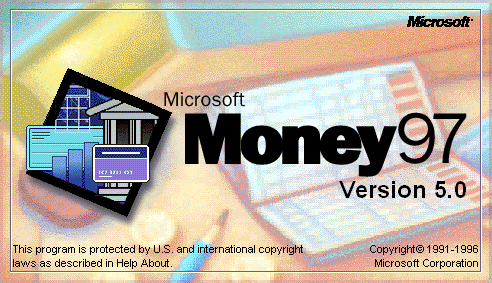 Microsoft
Microsoft
Money97
Version 5.0
This program is protected by U.S. and international copyright
laws as described in Help About.
Copyright© 1991-1996
Microsoft Corporation